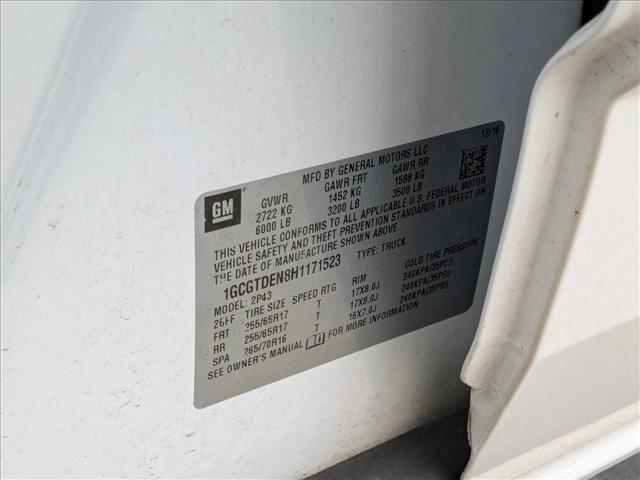 12/16
MFD BY GENERAL MOTORS LLC
GM
GVWR GAWR FRT GAWR RR
2722 KG 1452 KG 1588 KG
6000 LB 3200 LB 3500 LB
THIS VEHICLE CONFORMS TO ALL APPLICABLE U.S. FEDERAL MOTOR
VEHICLE SAFETY AND THEFT PREVENTION STANDARDS IN EFFECT ON
THE DATE OF MANUFACTURE SHOWN ABOVE.
1GCGTDEN8H1171523 TYPE: TRUCK
MODEL: 2P43
26FF TIRE SIZE SPEED RTG RIM COLD TIRE PRESSURE
FRT 255/65R17 T 17X8.0J 240KPA(35PSI)
RR 255/65R17 T 17X8.0J 240KPA(35PSI)
SPA 265/70R16 T 16X7.0J 240KPA(35PSI)
SEE OWNER'S MANUAL FOR MORE INFORMATION.